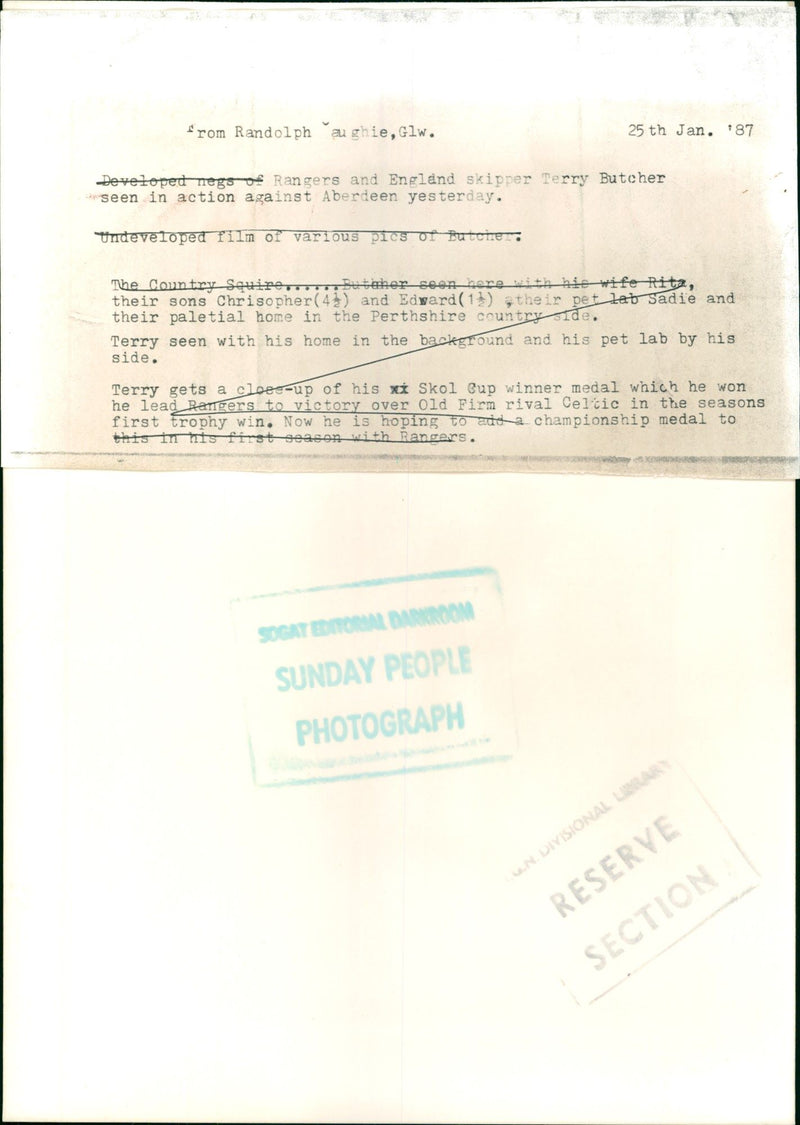 from Randolph Caughie,Glw. 25th Jan. '87
Developed negs of Rangers and England skipper Terry Butcher
seen in action against Aberdeen yesterday.
Undeveloped film of various pics of Butcher.
The Country Squire......Butcher seen here with his wife Rita,
their sons Chrisopher(4½) and Edward(1½) ,their pet lab Sadie and
their paletial home in the Perthshire country side.
Terry seen with his home in the background and his pet lab by his
side.
Terry gets a close-up of his xi Skol Cup winner medal which he won
he lead Rangers to victory over Old Firm rival Celtic in the seasons
first trophy win. Now he is hoping to add a championship medal to
this in his first season with Rangers.
SOGAT EDITORIAL DARKROOM
SUNDAY PEOPLE
PHOTOGRAPH
DIVISIONAL LIBRARY
RESERVE
SECTION